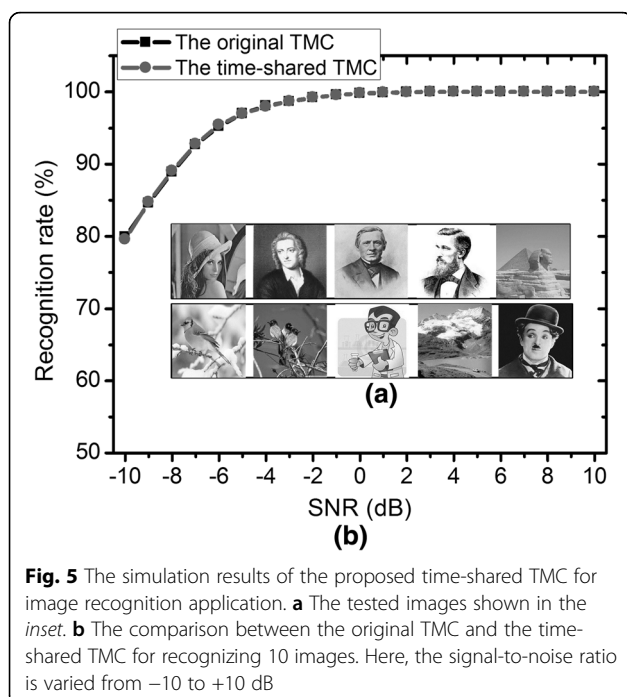 The original TMC
The time-shared TMC
100
90
80
70
60
50
Recognition rate (%)
(a)
-10 -8 -6 -4 -2 0 2 4 6 8 10
SNR (dB)
(b)
Fig. 5 The simulation results of the proposed time-shared TMC for
image recognition application. a The tested images shown in the
inset. b The comparison between the original TMC and the time-
shared TMC for recognizing 10 images. Here, the signal-to-noise ratio
is varied from −10 to +10 dB